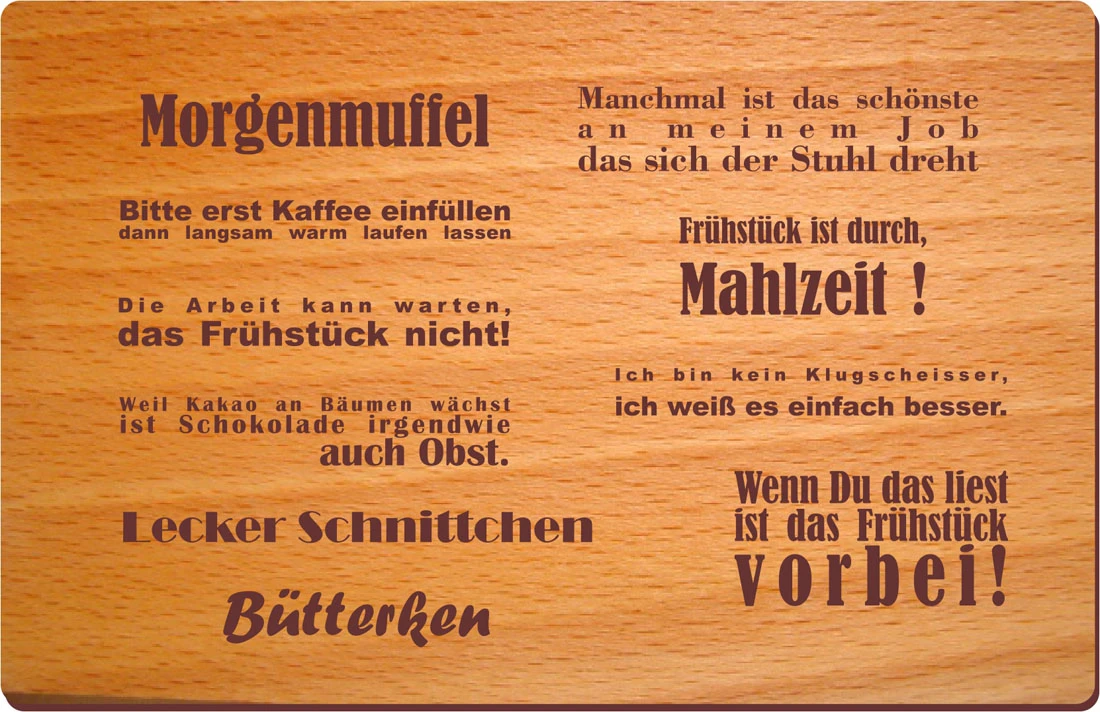 Morgenmuffel
Bitte erst Kaffee einfüllen
dann langsam warm laufen lassen
Die Arbeit kann warten,
das Frühstück nicht!
Weil Kakao an Bäumen wächst
ist Schokolade irgendwie
auch Obst.
Lecker Schnittchen
Bütterken
Manchmal ist das schönste
an meinem Job
das sich der Stuhl dreht
Frühstück ist durch,
Mahlzeit !
Ich bin kein Klugscheisser,
ich weiß es einfach besser.
Wenn Du das liest
ist das Frühstück
vorbei!